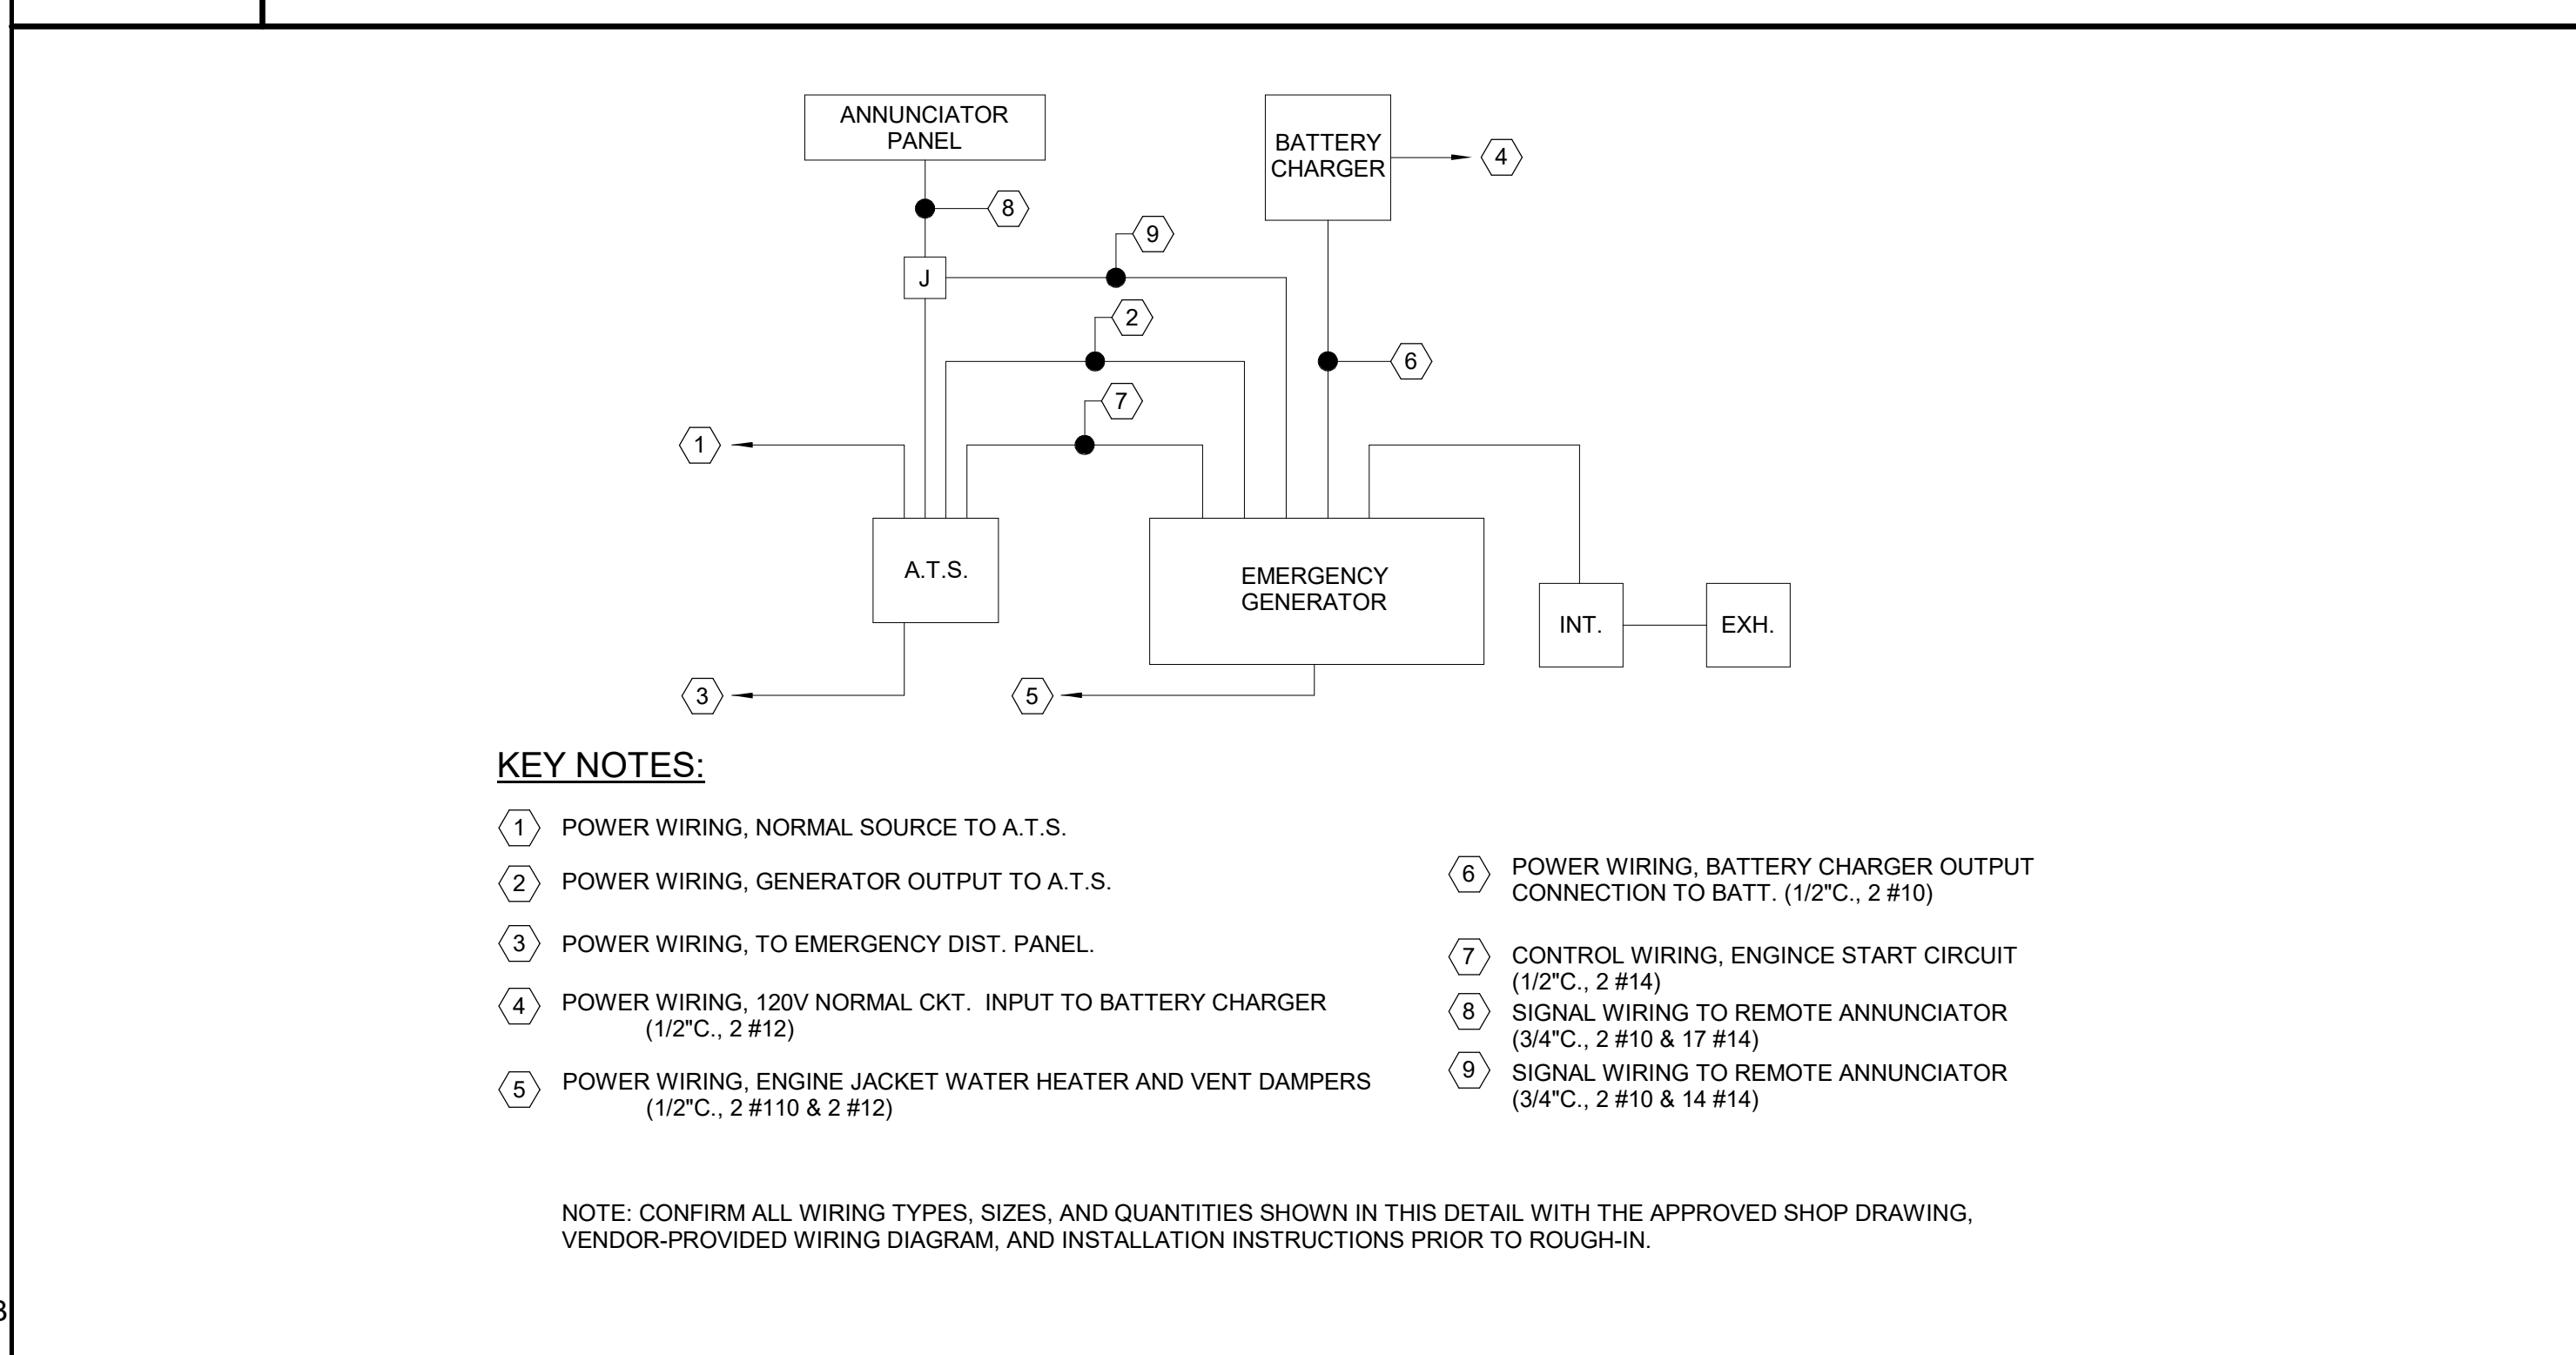 ANNUNCIATOR
PANEL
BATTERY
CHARGER
4
8
9
J
2
6
7
1
A.T.S.
EMERGENCY
GENERATOR
INT.
EXH.
3
5
KEY NOTES:
1 POWER WIRING, NORMAL SOURCE TO A.T.S.
2 POWER WIRING, GENERATOR OUTPUT TO A.T.S.
3 POWER WIRING, TO EMERGENCY DIST. PANEL.
4 POWER WIRING, 120V NORMAL CKT. INPUT TO BATTERY CHARGER
(1/2"C., 2 #12)
5 POWER WIRING, ENGINE JACKET WATER HEATER AND VENT DAMPERS
(1/2"C., 2 #110 & 2 #12)
6 POWER WIRING, BATTERY CHARGER OUTPUT
CONNECTION TO BATT. (1/2"C., 2 #10)
7 CONTROL WIRING, ENGINCE START CIRCUIT
(1/2"C., 2 #14)
8 SIGNAL WIRING TO REMOTE ANNUNCIATOR
(3/4"C., 2 #10 & 17 #14)
9 SIGNAL WIRING TO REMOTE ANNUNCIATOR
(3/4"C., 2 #10 & 14 #14)
NOTE: CONFIRM ALL WIRING TYPES, SIZES, AND QUANTITIES SHOWN IN THIS DETAIL WITH THE APPROVED SHOP DRAWING,
VENDOR-PROVIDED WIRING DIAGRAM, AND INSTALLATION INSTRUCTIONS PRIOR TO ROUGH-IN.